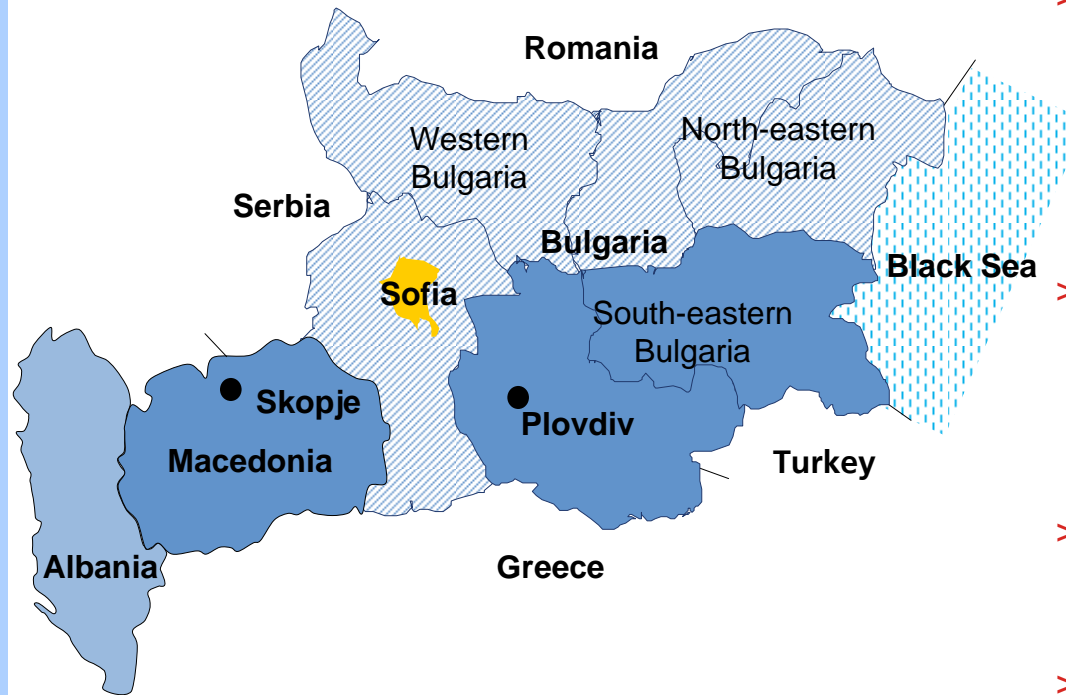 Romania
Western
Bulgaria
North-eastern
Bulgaria
Serbia
Bulgaria
Black Sea
Sofia
South-eastern
Bulgaria
Skopje
Plovdiv
Macedonia
Turkey
Albania
Greece
>
>
>
>